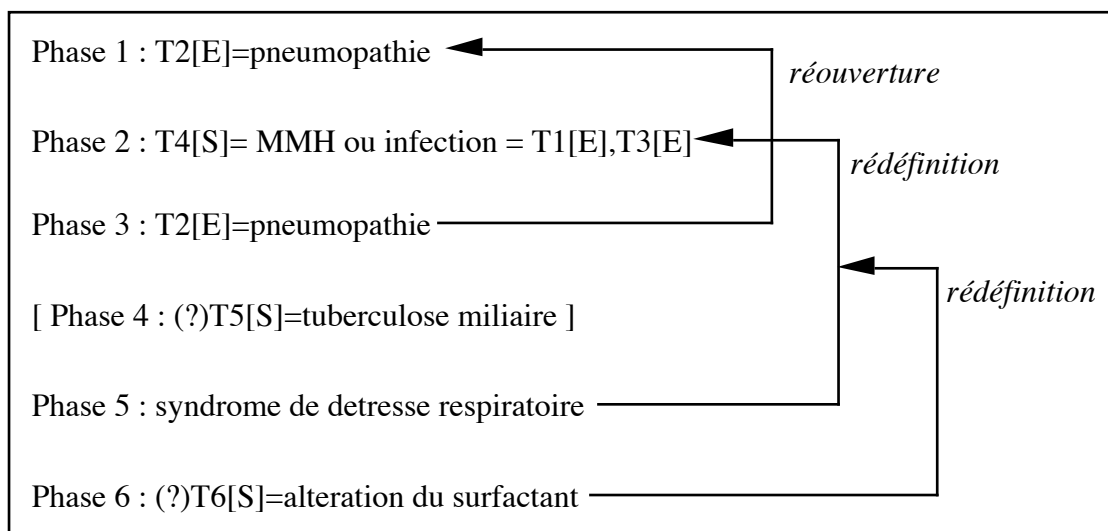 Phase 1 : T2[E]=pneumopathie
réouverture
Phase 2 : T4[S]= MMH ou infection = T1[E],T3[E]
rédéfinition
Phase 3 : T2[E]=pneumopathie
rédéfinition
[ Phase 4 : (?)T5[S]=tuberculose miliaire ]
Phase 5 : syndrome de detresse respiratoire
Phase 6 : (?)T6[S]=alteration du surfactant